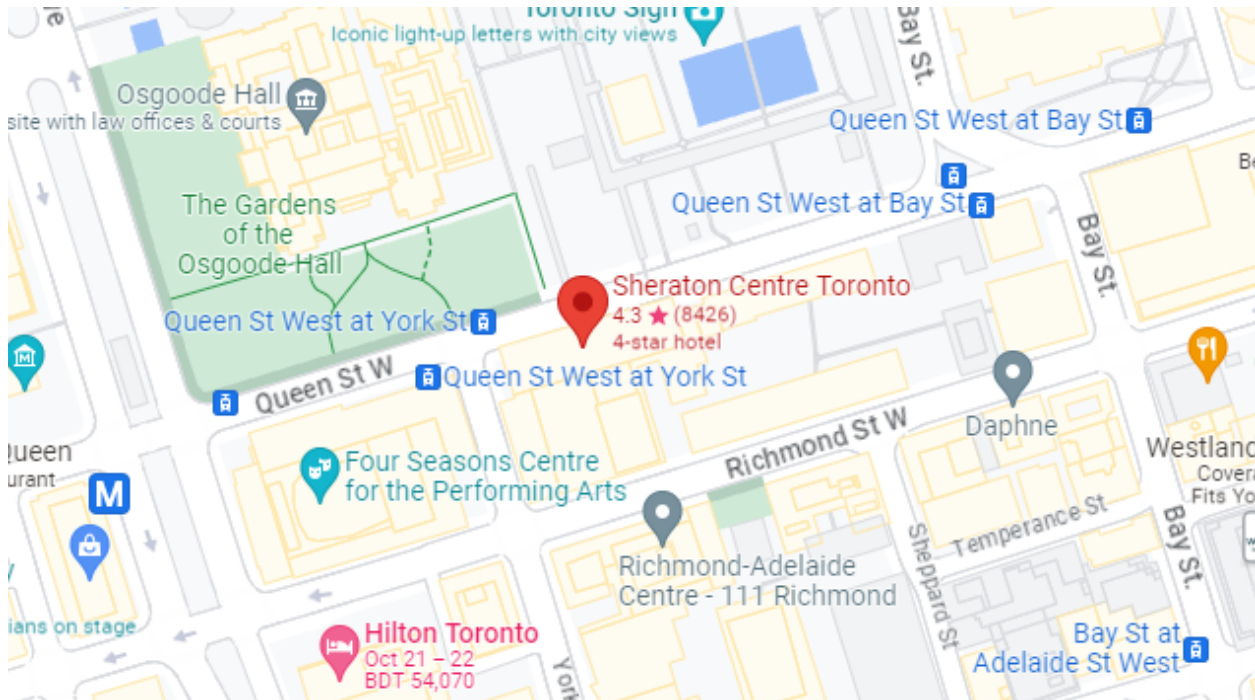 Toronto Sign
Iconic light-up letters with city views
Bay St.
Osgoode Hall
site with law offices & courts
Queen St West at Bay St
The Gardens
of the
Osgoode Hall
Queen St West at Bay St
Bay St.
Sheraton Centre Toronto
4.3 ★ (8426)
4-star hotel
Queen St West at York St
Queen St W
Queen St West at York St
Daphne
Richmond St W
Queen
Westland
Covera
Fits Yo
M
Four Seasons Centre
for the Performing Arts
Temperance St
Sheppard St
Bay St.
Richmond-Adelaide
Centre - 111 Richmond
ians on stage
Hilton Toronto
Oct 21 – 22
BDT 54,070
York
Bay St at
Adelaide St West